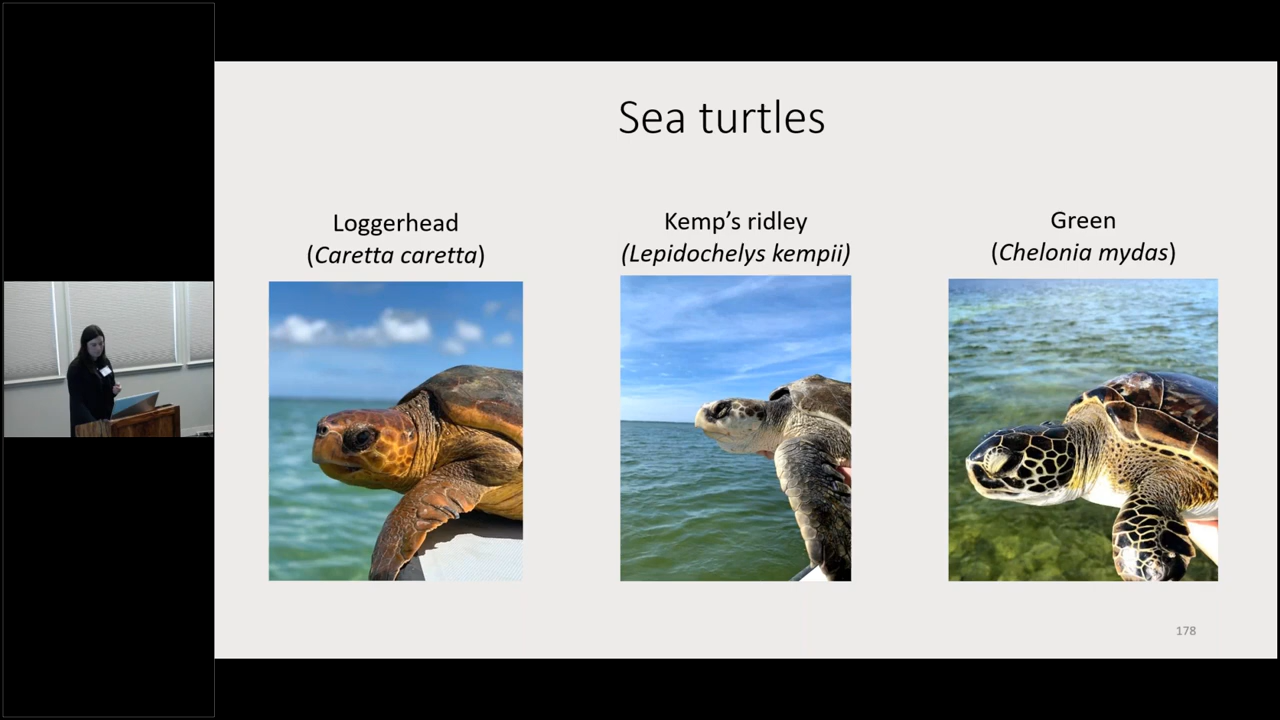 Sea turtles
Loggerhead
(Caretta caretta)
Kemp’s ridley
(Lepidochelys kempii)
Green
(Chelonia mydas)
178